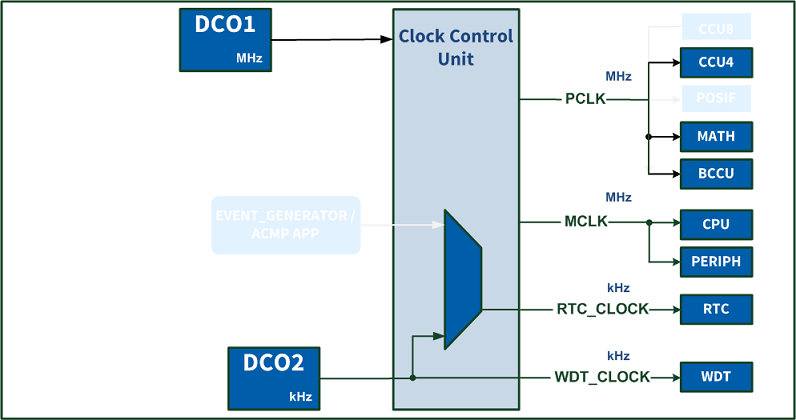 DCO1
MHz
Clock Control
Unit
MHz
PCLK
CCU8
CCU4
POSIF
MATH
BCCU
EVENT_GENERATOR /
ACMP APP
MHz
MCLK
CPU
PERIPH
kHz
RTC_CLOCK
RTC
DCO2
kHz
kHz
WDT_CLOCK
WDT